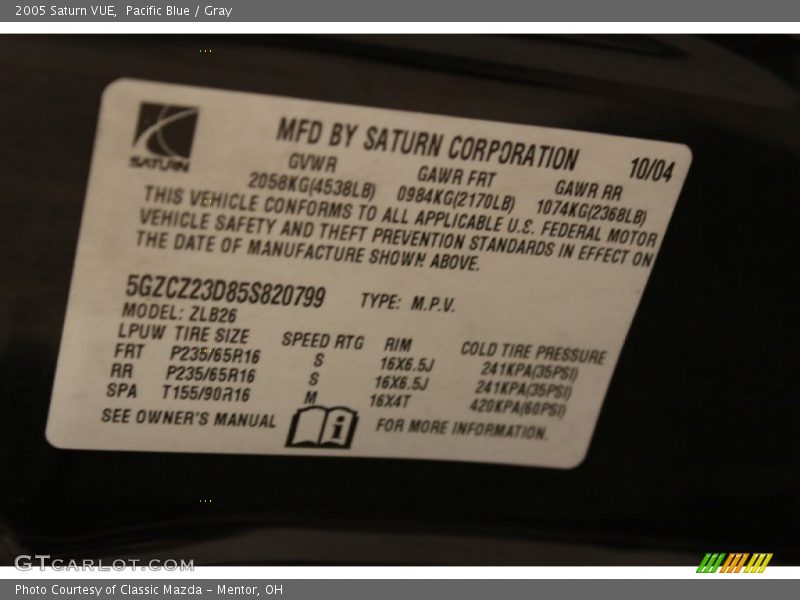 2005 Saturn VUE, Pacific Blue / Gray
SATURN
MFD BY SATURN CORPORATION 10/04
GVWR GAWR FRT GAWR RR
2058KG(4538LB) 0984KG(2170LB) 1074KG(2368LB)
THIS VEHICLE CONFORMS TO ALL APPLICABLE U.S. FEDERAL MOTOR
VEHICLE SAFETY AND THEFT PREVENTION STANDARDS IN EFFECT ON
THE DATE OF MANUFACTURE SHOWN ABOVE.
5GZCZ23D85S820799 TYPE: M.P.V.
MODEL: ZLB26
LPUW TIRE SIZE SPEED RTG RIM COLD TIRE PRESSURE
FRT P235/65R16 S 16X6.5J 241KPA(35PSI)
RR P235/65R16 S 16X6.5J 241KPA(35PSI)
SPA T155/90R16 M 16X4T 420KPA(60PSI)
SEE OWNER'S MANUAL i FOR MORE INFORMATION.
GTCARLOT.COM
Photo Courtesy of Classic Mazda - Mentor, OH